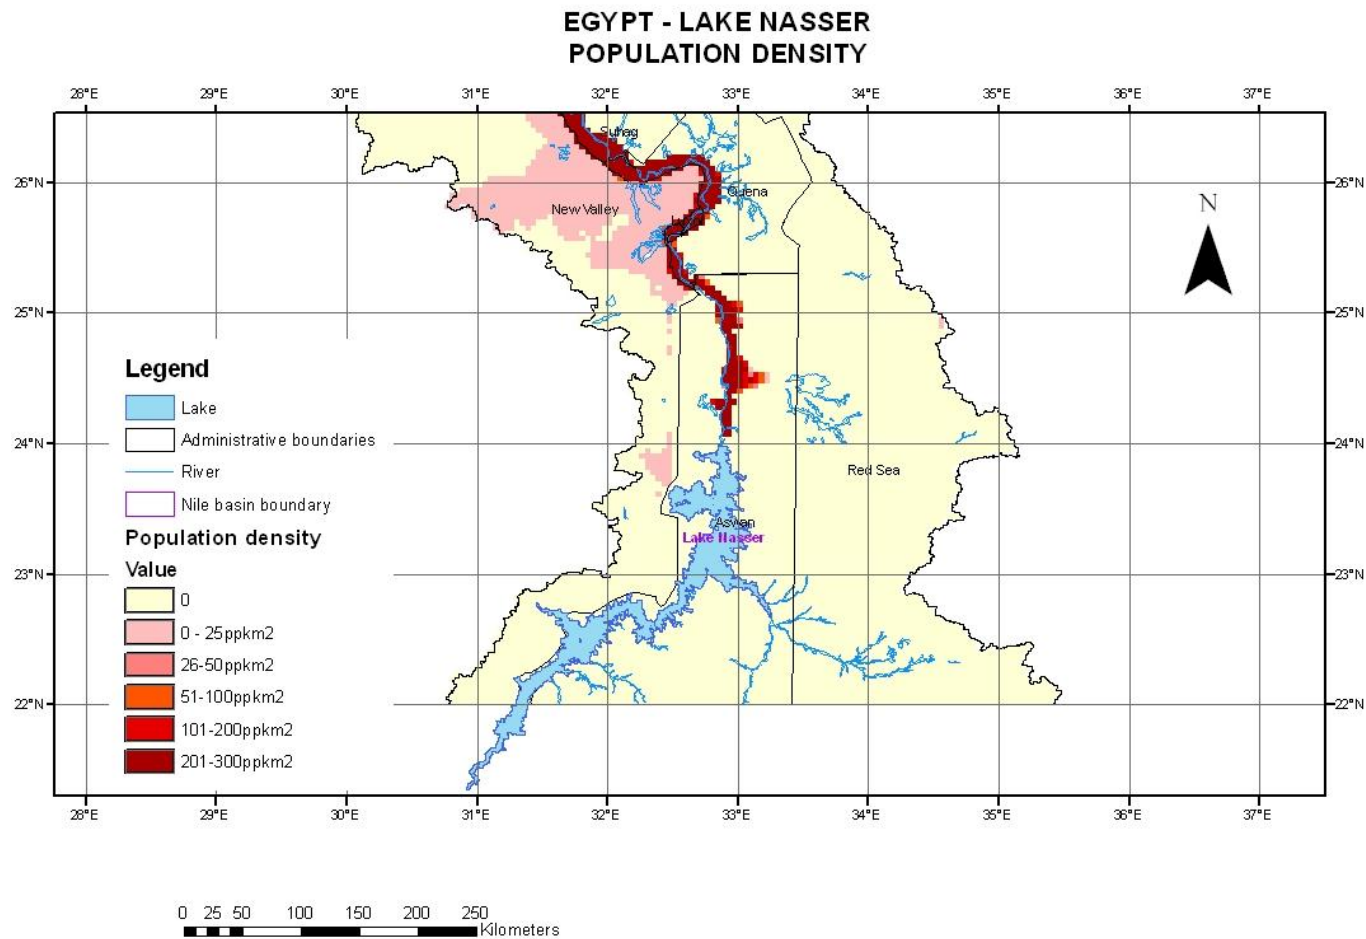 EGYPT - LAKE NASSER
POPULATION DENSITY
28°E 29°E 30°E 31°E 32°E 33°E 34°E 35°E 36°E 37°E
Suhag
26°N 26°N
Quena
New Valley
N
25°N 25°N
Legend
Lake
Administrative boundaries
River
Nile basin boundary
24°N 24°N
Red Sea
Aswan
Lake Nasser
Population density
Value
23°N 23°N
0
0 - 25ppkm2
26-50ppkm2
51-100ppkm2
22°N 22°N
101-200ppkm2
201-300ppkm2
28°E 29°E 30°E 31°E 32°E 33°E 34°E 35°E 36°E 37°E
0 25 50 100 150 200 250
Kilometers